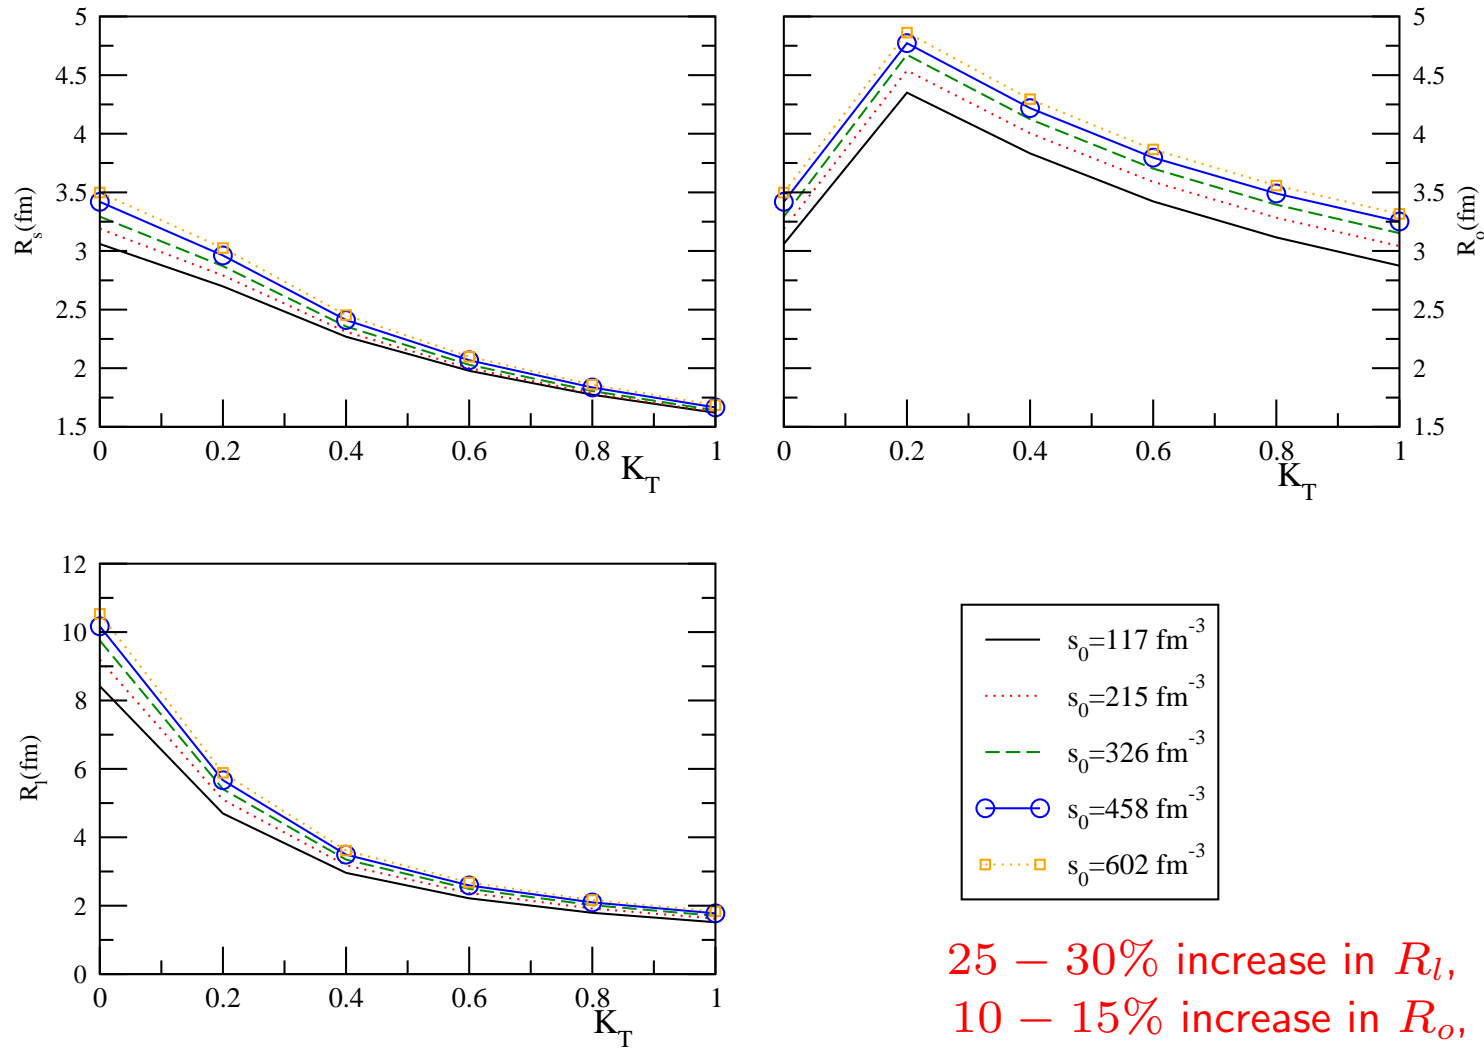 5
4.5
4
3.5
3
2.5
2
1.5
R_s(fm)
0 0.2 0.4 0.6 0.8 1
K_T
5
4.5
4
3.5
3
2.5
2
1.5
R_o(fm)
0 0.2 0.4 0.6 0.8 1
K_T
12
10
8
6
4
2
0
R_l(fm)
0 0.2 0.4 0.6 0.8 1
K_T
s_0=117 fm^-3
s_0=215 fm^-3
s_0=326 fm^-3
s_0=458 fm^-3
s_0=602 fm^-3
25 − 30% increase in R_l,
10 − 15% increase in R_o,